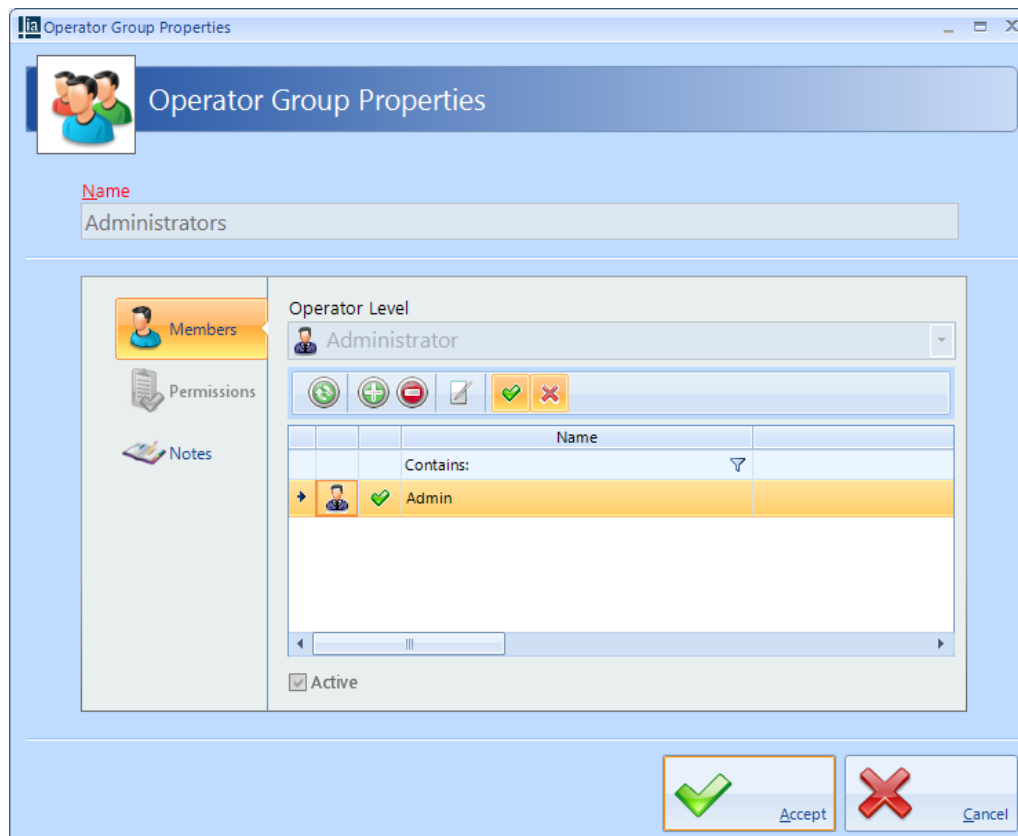 ia Operator Group Properties
Operator Group Properties
Name
Administrators
Members
Permissions
Notes
Operator Level
Administrator
Name
Contains:
Admin
Active
Accept
Cancel